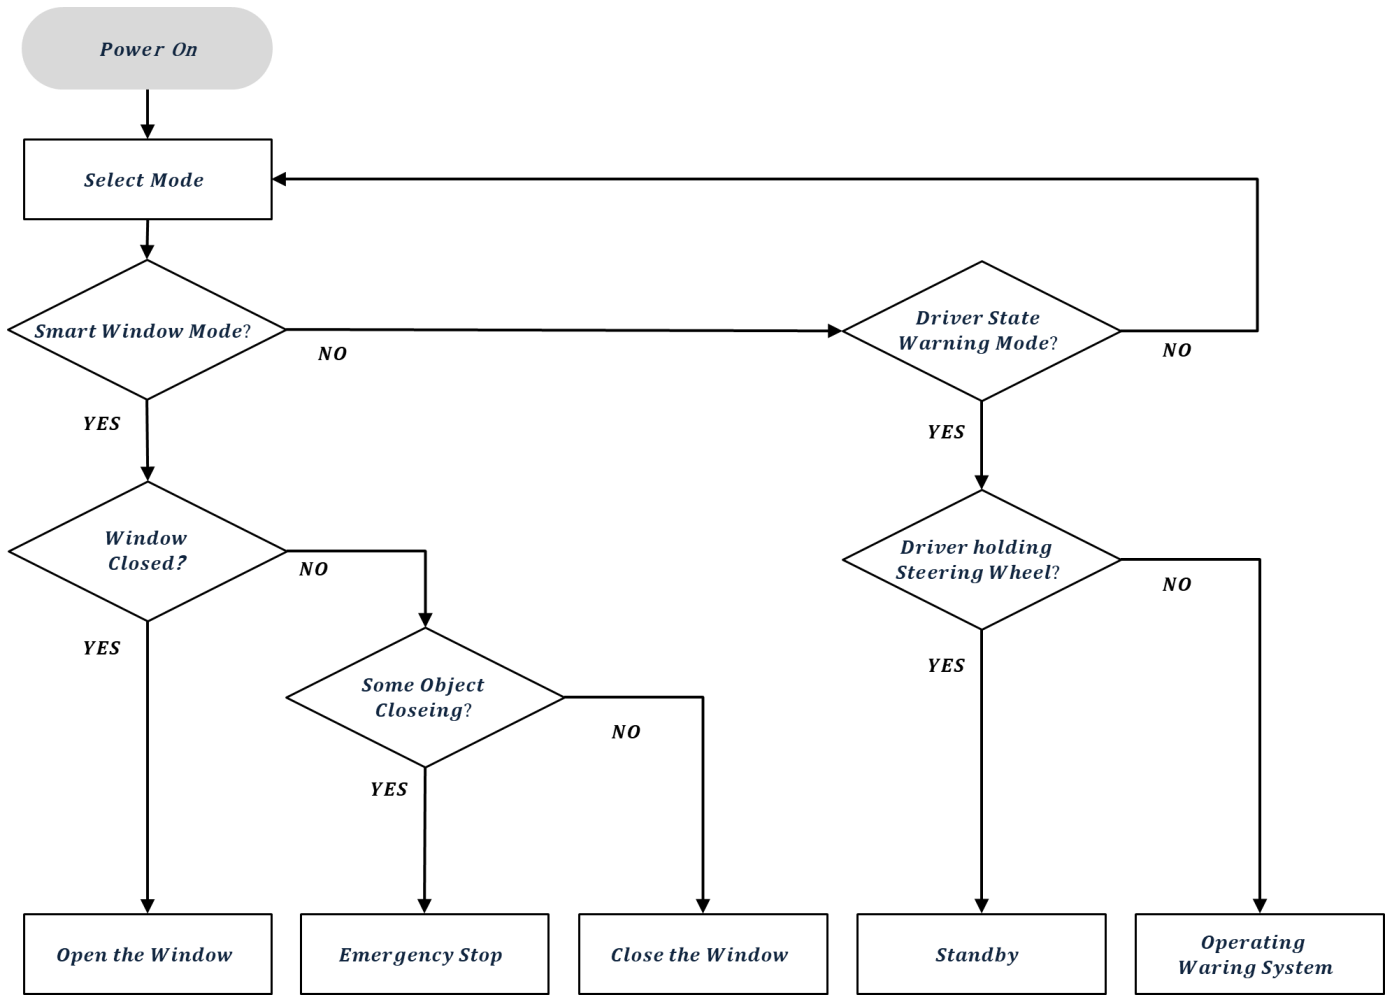 Power On
Select Mode
Smart Window Mode?
NO
Driver State
Warning Mode?
NO
YES
YES
Window
Closed?
NO
Driver holding
Steering Wheel?
NO
YES
YES
Some Object
Closeing?
NO
YES
Open the Window
Emergency Stop
Close the Window
Standby
Operating
Waring System